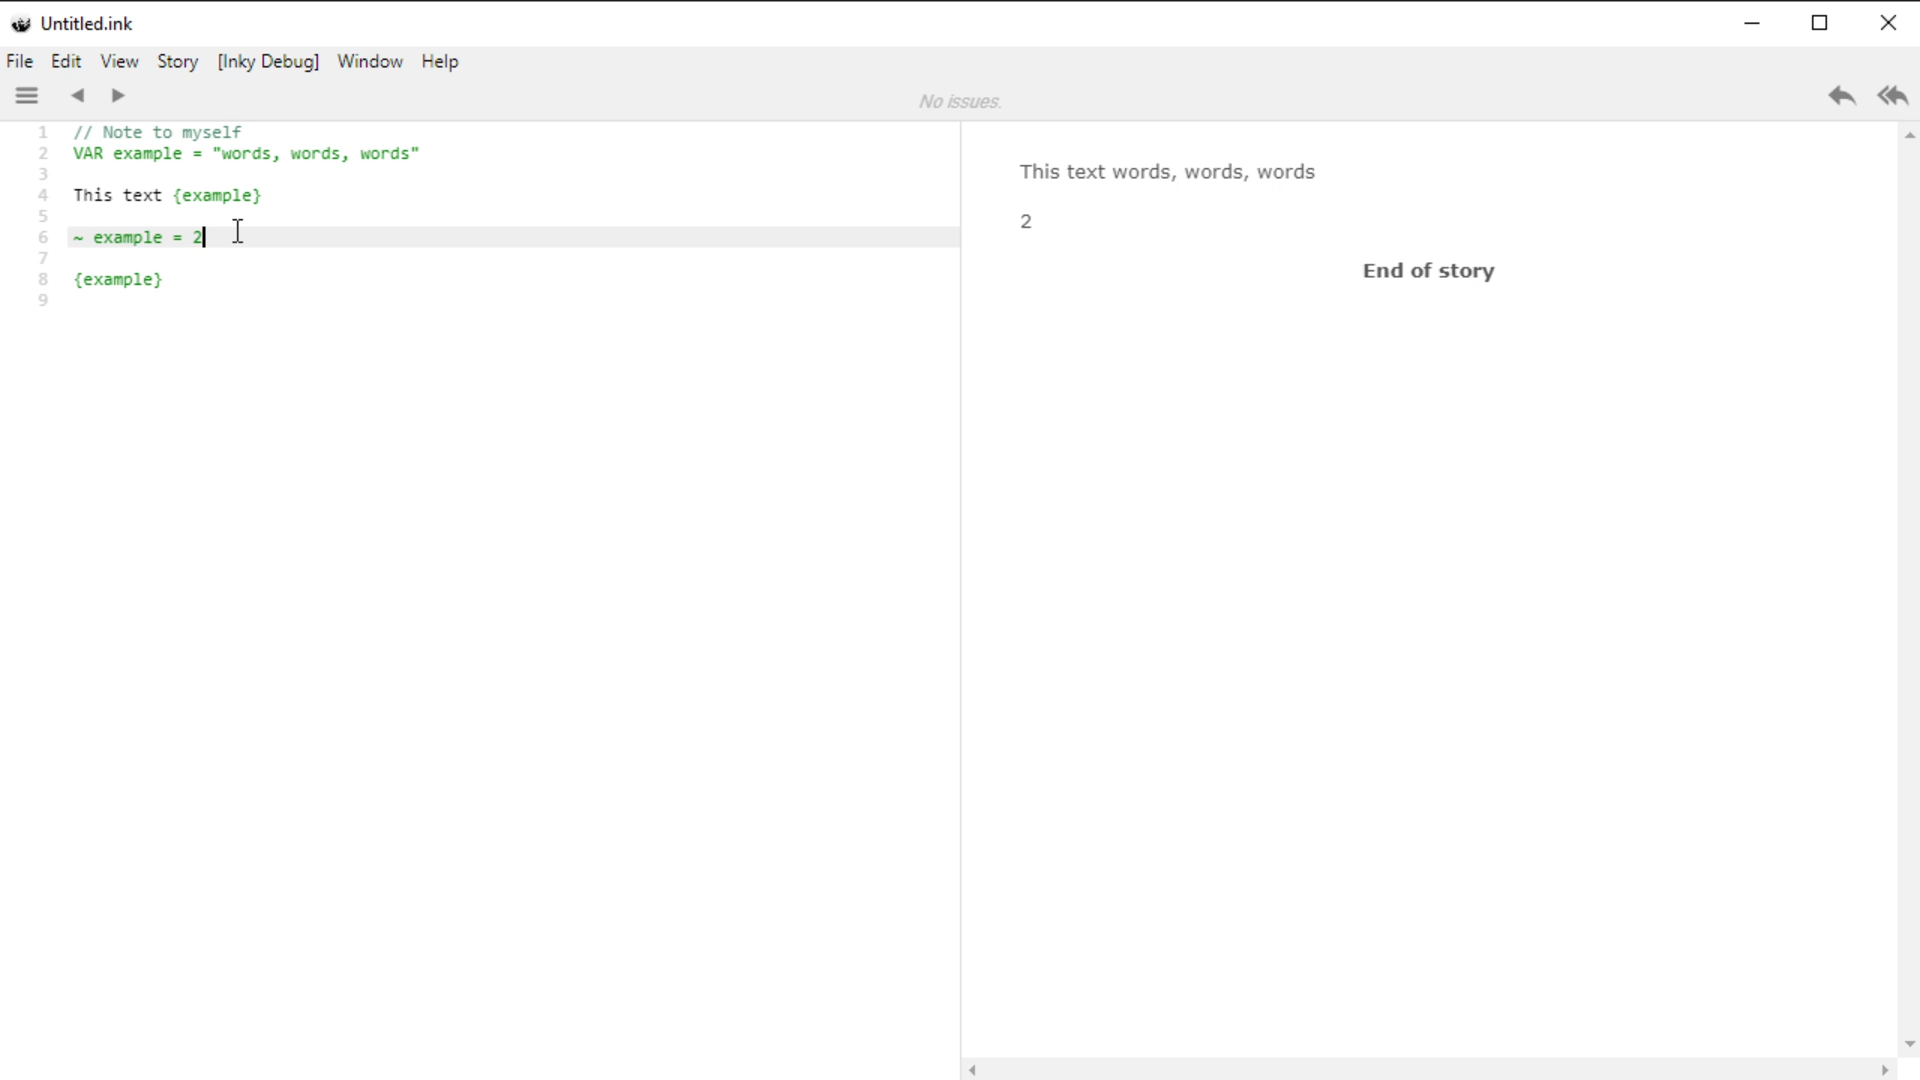 Untitled.ink
File Edit View Story [Inky Debug] Window Help
No issues.
1 // Note to myself
2 VAR example = "words, words, words"
3
4 This text {example}
5
6 ~ example = 2
7
8 {example}
9
This text words, words, words
2
End of story